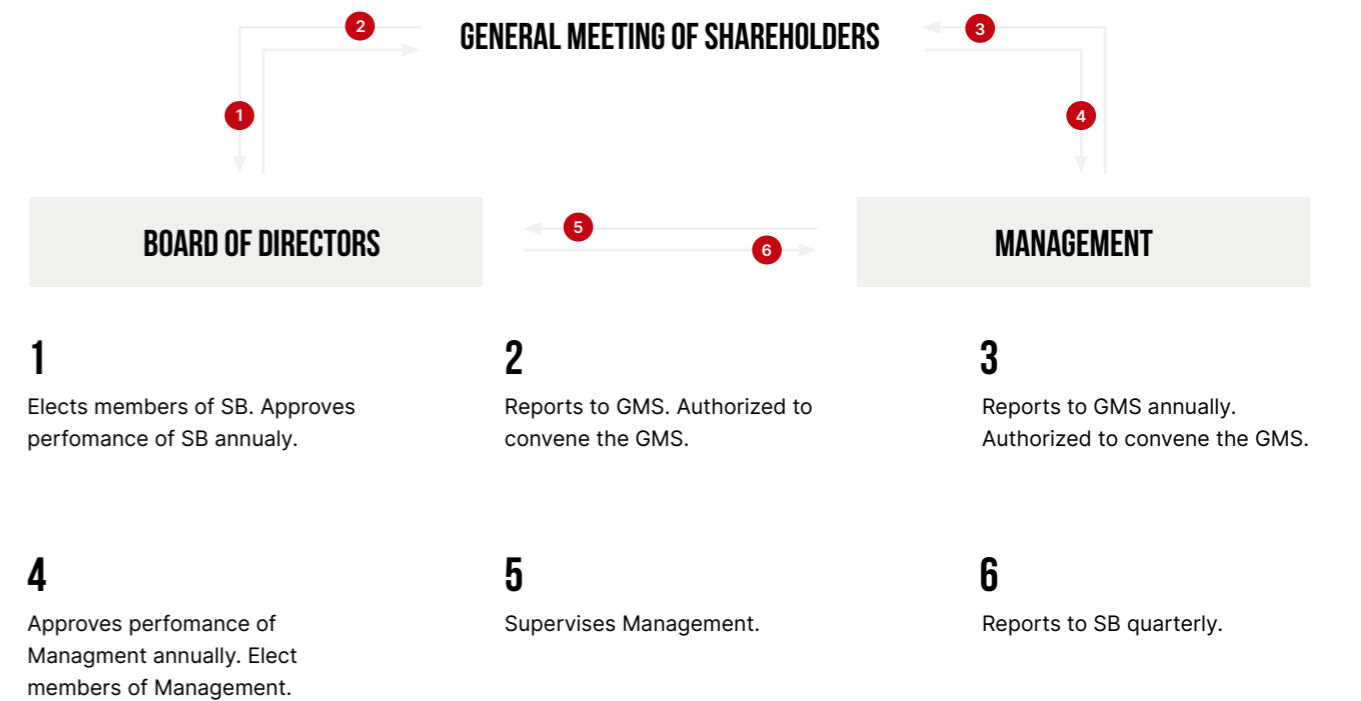 2
GENERAL MEETING OF SHAREHOLDERS
3
1
4
BOARD OF DIRECTORS
5
6
MANAGEMENT
1
Elects members of SB. Approves
perfomance of SB annualy.
2
Reports to GMS. Authorized to
convene the GMS.
3
Reports to GMS annually.
Authorized to convene the GMS.
4
Approves perfomance of
Managment annually. Elect
members of Management.
5
Supervises Management.
6
Reports to SB quarterly.